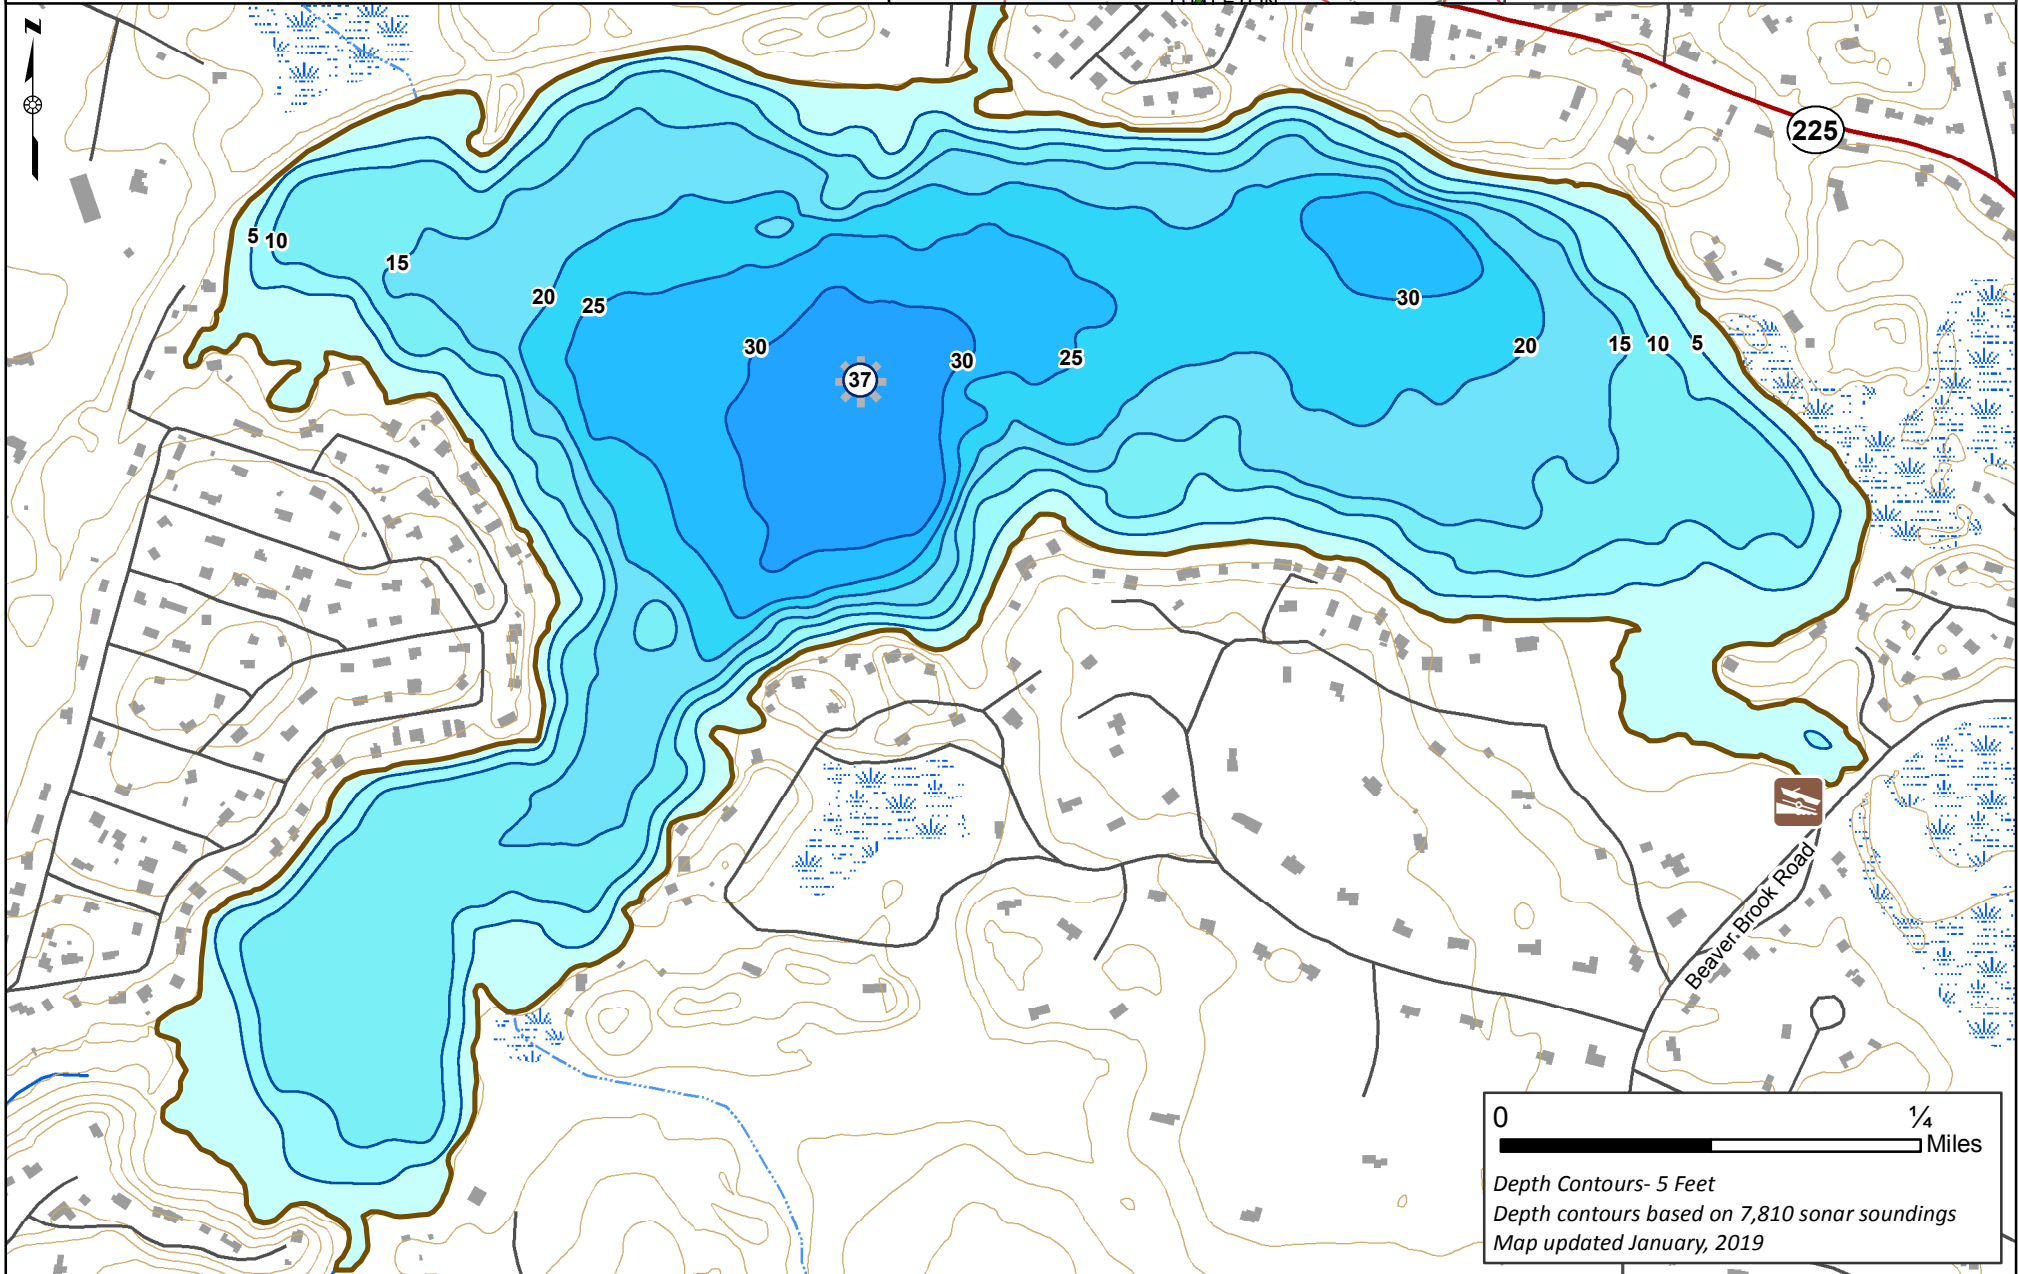 N
225
5
10
15
20
25
30
37
30
25
30
20
15
10
5
Beaver Brook Road
0
¼
Miles
Depth Contours- 5 Feet
Depth contours based on 7,810 sonar soundings
Map updated January, 2019